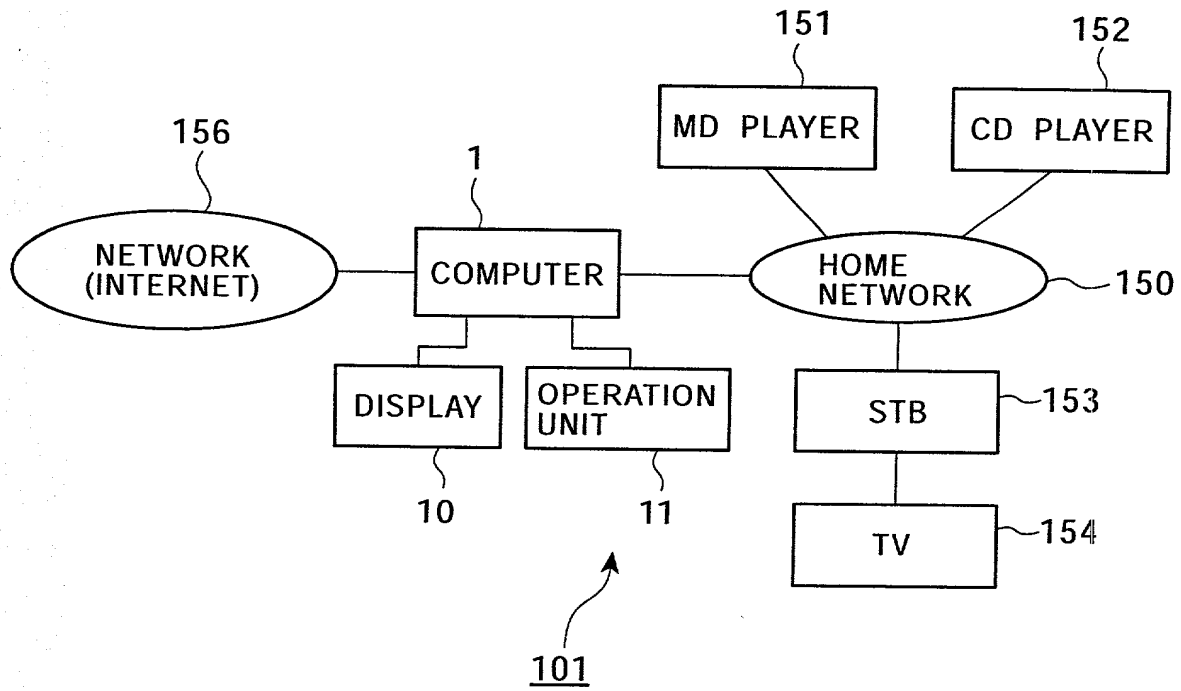 151
152
MD PLAYER
CD PLAYER
156
1
NETWORK
(INTERNET)
COMPUTER
HOME
NETWORK
150
DISPLAY
OPERATION
UNIT
STB
153
10
11
TV
154
101